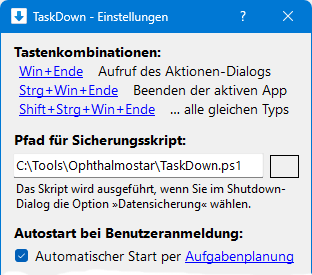 TaskDown - Einstellungen
Tastenkombinationen:
Win+Ende Aufruf des Aktionen-Dialogs
Strg+Win+Ende Beenden der aktiven App
Shift+Strg+Win+Ende ... alle gleichen Typs
Pfad für Sicherungsskript:
C:\Tools\Ophthalmostar\TaskDown.ps1
Das Skript wird ausgeführt, wenn Sie im Shutdown-
Dialog die Option »Datensicherung« wählen.
Autostart bei Benutzeranmeldung:
Automatischer Start per Aufgabenplanung